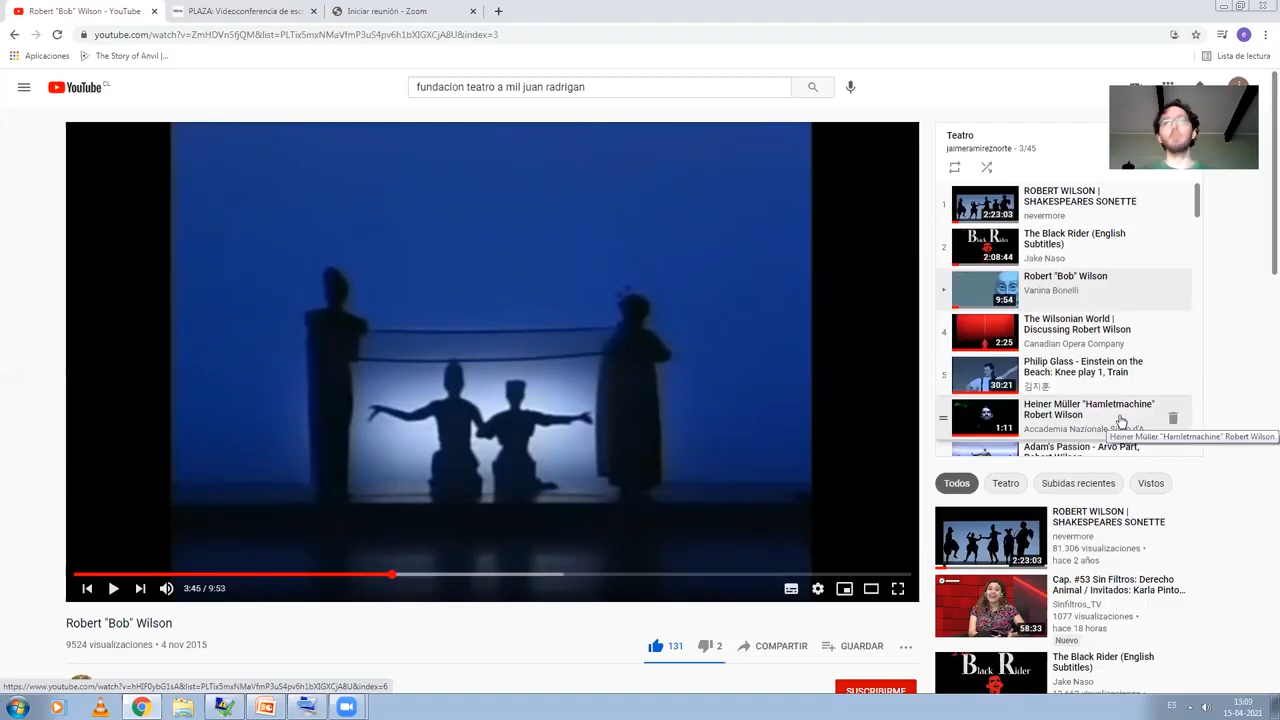 Robert "Bob" Wilson - YouTube
PLAZA: Videoconferencia de esc
Iniciar reunión - Zoom
youtube.com/watch?v=ZmHDVn5fjQM&list=PLTix5mxNMaVfmP3uS4pv6h1bXIGXCjA8U&index=3
Aplicaciones
The Story of Anvil |...
Lista de lectura
YouTube CL
fundacion teatro a mil juan radrigan
Teatro
jaimeramireznorte - 3/45
1
ROBERT WILSON |
SHAKESPEARES SONETTE
nevermore
2:23:03
2
The Black Rider (English
Subtitles)
Jake Naso
2:08:44
Robert "Bob" Wilson
Vanina Bonelli
9:54
4
The Wilsonian World |
Discussing Robert Wilson
Canadian Opera Company
2:25
5
Philip Glass - Einstein on the
Beach: Knee play 1, Train
김지훈
30:21
Heiner Müller "Hamletmachine"
Robert Wilson
Accademia Nazionale
1:11
Heiner Müller "Hamletmachine" Robert Wilson
Adam's Passion - Arvo Part,
Todos
Teatro
Subidas recientes
Vistos
ROBERT WILSON |
SHAKESPEARES SONETTE
nevermore
81.306 visualizaciones •
hace 2 años
2:23:03
Cap. #53 Sin Filtros: Derecho
Animal / Invitados: Karla Pinto...
Sinfiltros_TV
1077 visualizaciones •
hace 18 horas
Nuevo
58:33
The Black Rider (English
Subtitles)
Jake Naso
3:45 / 9:53
Robert "Bob" Wilson
9524 visualizaciones • 4 nov 2015
131
2
COMPARTIR
GUARDAR
SUSCRIBIRME
https://www.youtube.com/watch?v=hHF0ybG1sA&list=PLTix5mxNMaVfmP3uS4pv6h1bXIGXCjA8U&index=6
ES
15:09
15-04-2021